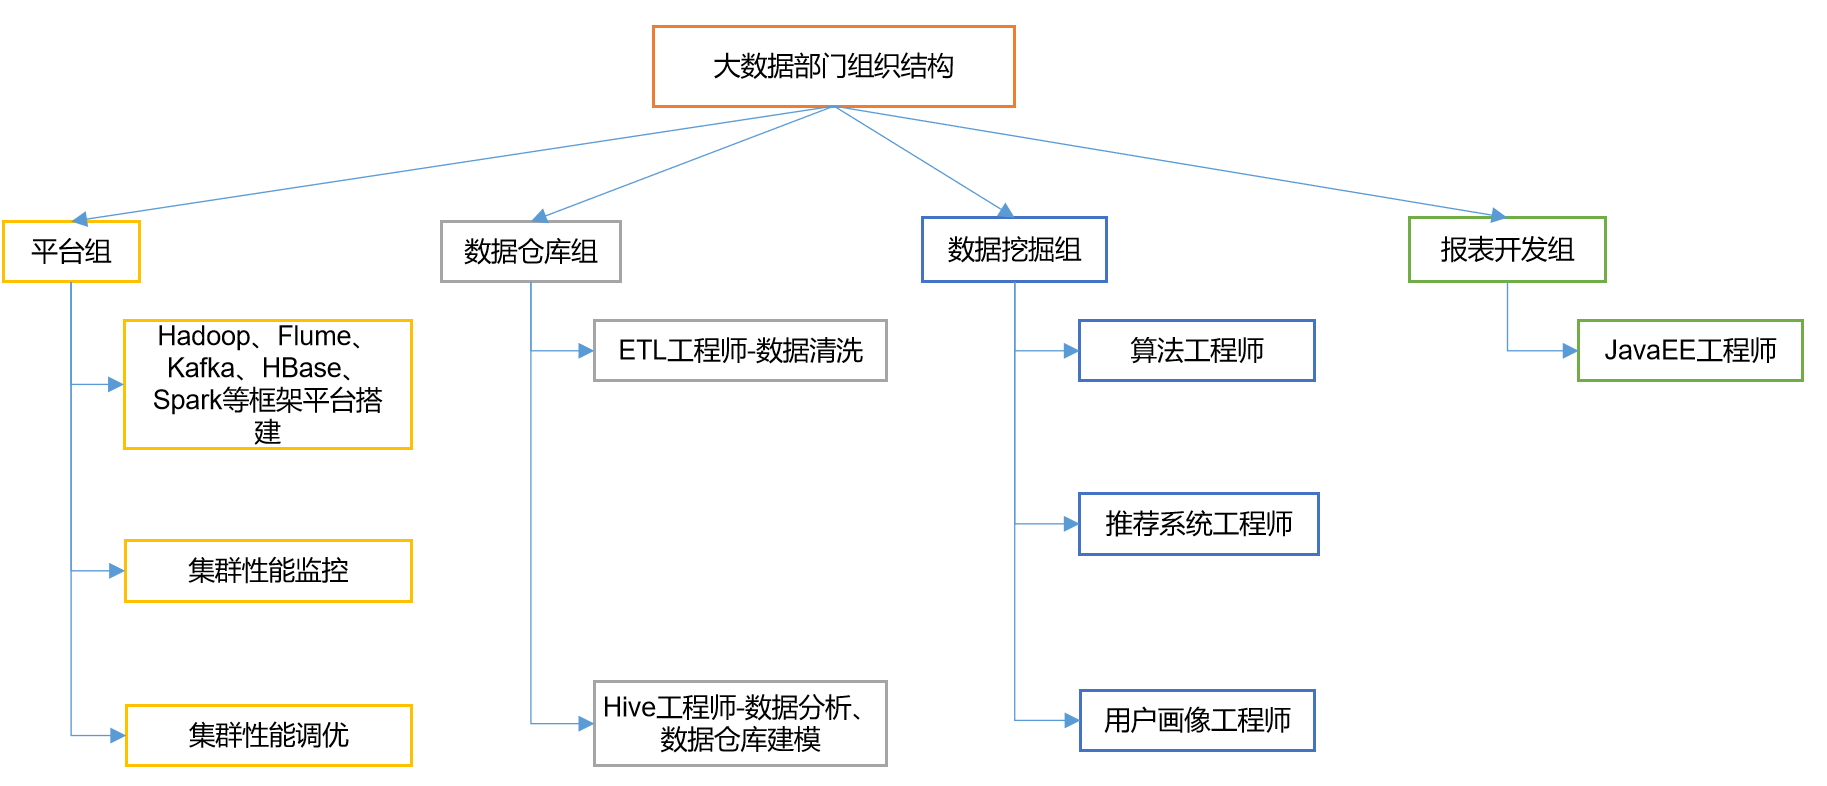 大数据部门组织结构
平台组
数据仓库组
数据挖掘组
报表开发组
Hadoop、Flume、
Kafka、HBase、
Spark等框架平台搭
建
ETL工程师-数据清洗
算法工程师
JavaEE工程师
集群性能监控
推荐系统工程师
集群性能调优
Hive工程师-数据分析、
数据仓库建模
用户画像工程师